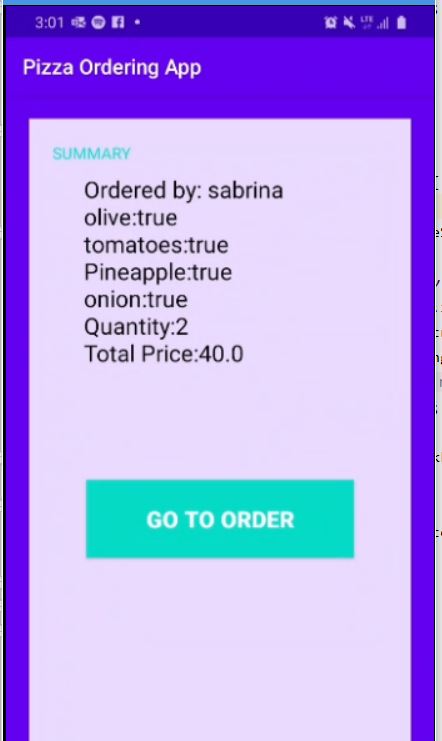 3:01
LTE
Pizza Ordering App
SUMMARY
Ordered by: sabrina
olive:true
tomatoes:true
Pineapple:true
onion:true
Quantity:2
Total Price:40.0
GO TO ORDER